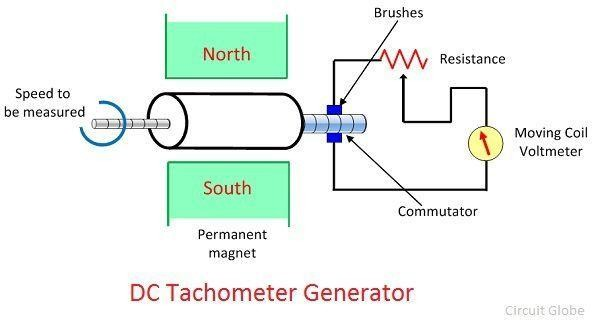 Brushes
North
Resistance
Speed to
be measured
Moving Coil
Voltmeter
South
Commutator
Permanent
magnet
DC Tachometer Generator
Circuit Globe